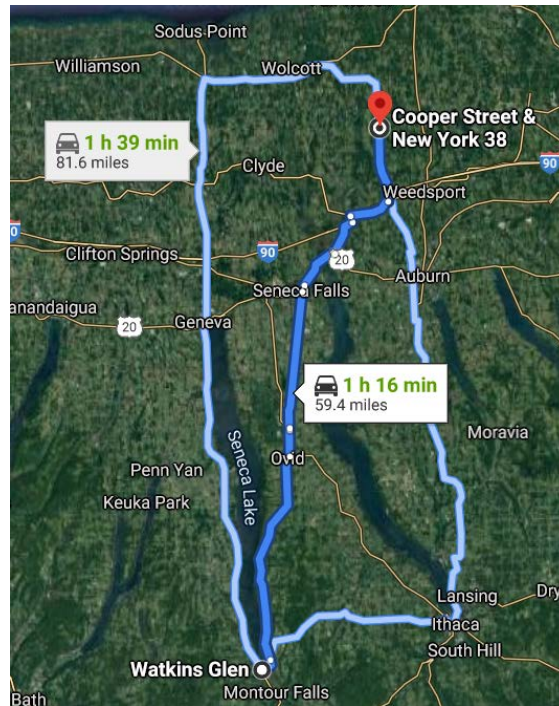 Sodus Point
Williamson
Wolcott
Cooper Street &
New York 38
1 h 39 min
81.6 miles
Clyde
Weedsport
90
Clifton Springs
90
20
Auburn
anandaigua
Seneca Falls
20
Geneva
1 h 16 min
59.4 miles
Moravia
Ovid
Seneca Lake
Penn Yan
Keuka Park
Lansing
Dry
Ithaca
South Hill
Watkins Glen
Montour Falls
Bath